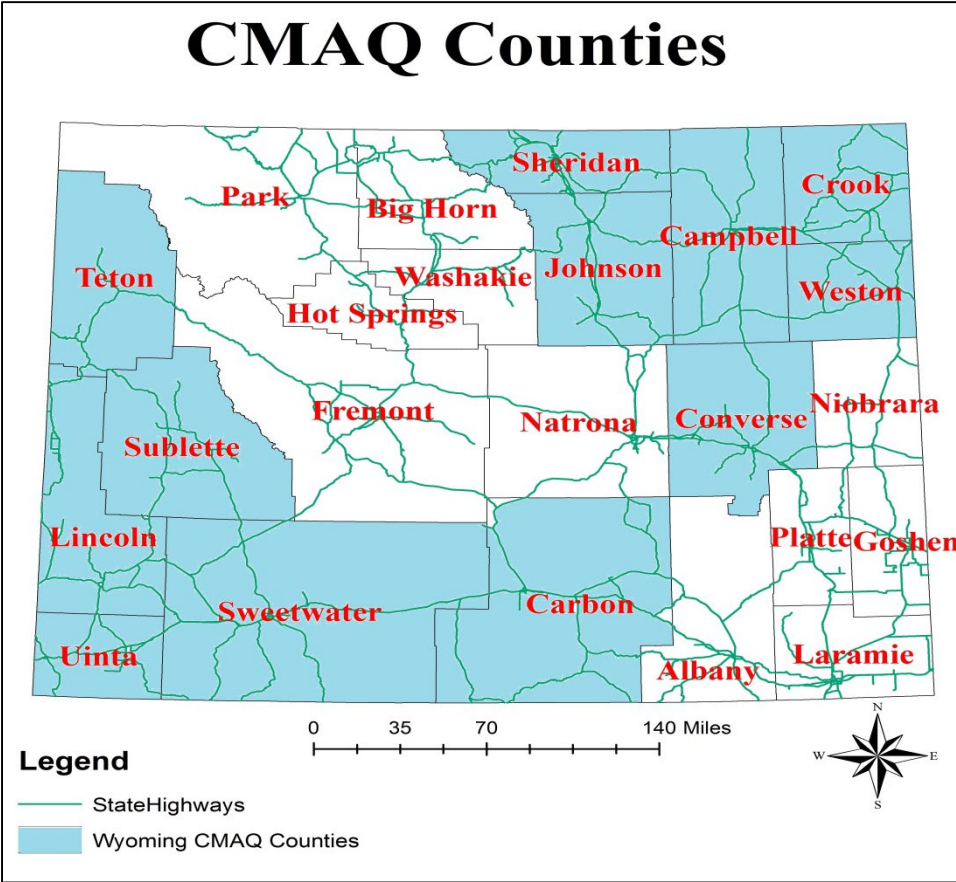 CMAQ Counties
Sheridan
Crook
Park
Big Horn
Campbell
Teton
Washakie
Johnson
Weston
Hot Springs
Fremont
Natrona
Converse
Niobrara
Sublette
Lincoln
Platte
Goshen
Sweetwater
Carbon
Uinta
Albany
Laramie
0 35 70 140 Miles
N
W E
S
Legend
StateHighways
Wyoming CMAQ Counties